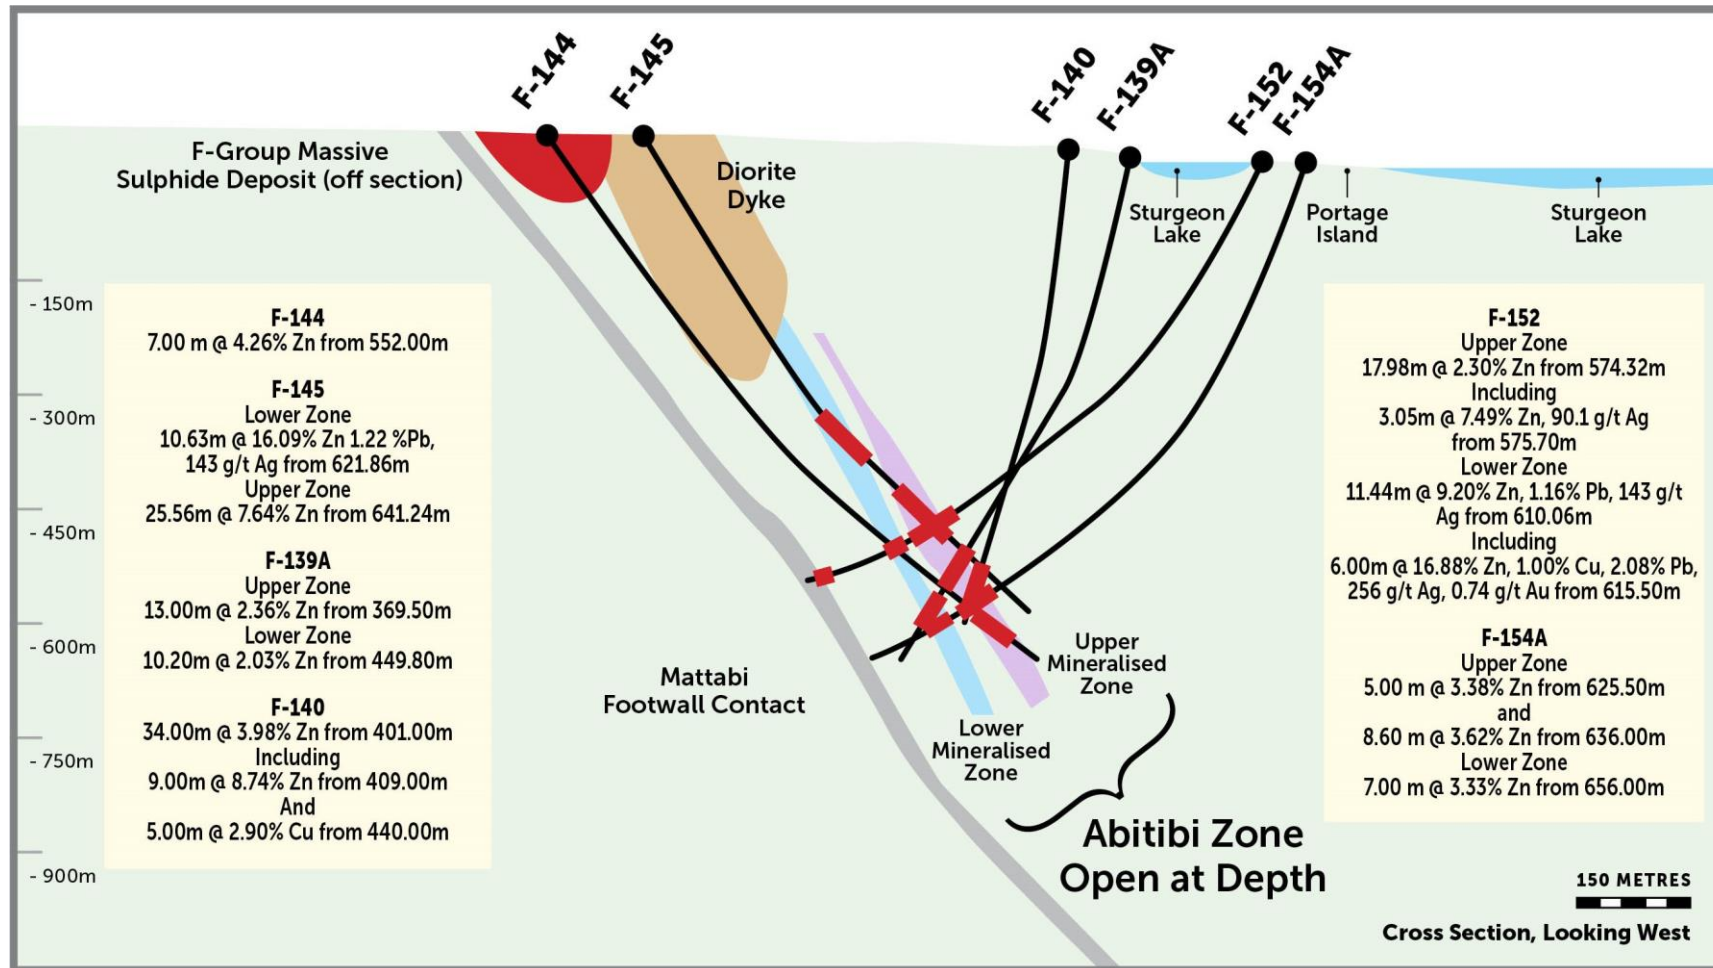 F-144
F-145
F-140
F-139A
F-152
F-154A
F-Group Massive
Sulphide Deposit (off section)
Diorite
Dyke
Sturgeon
Lake
Portage
Island
Sturgeon
Lake
- 150m
- 300m
- 450m
- 600m
- 750m
- 900m
F-144
7.00 m @ 4.26% Zn from 552.00m
F-145
Lower Zone
10.63m @ 16.09% Zn 1.22 %Pb,
143 g/t Ag from 621.86m
Upper Zone
25.56m @ 7.64% Zn from 641.24m
F-139A
Upper Zone
13.00m @ 2.36% Zn from 369.50m
Lower Zone
10.20m @ 2.03% Zn from 449.80m
F-140
34.00m @ 3.98% Zn from 401.00m
Including
9.00m @ 8.74% Zn from 409.00m
And
5.00m @ 2.90% Cu from 440.00m
Mattabi
Footwall Contact
Upper
Mineralised
Zone
Lower
Mineralised
Zone
Abitibi Zone
Open at Depth
F-152
Upper Zone
17.98m @ 2.30% Zn from 574.32m
Including
3.05m @ 7.49% Zn, 90.1 g/t Ag
from 575.70m
Lower Zone
11.44m @ 9.20% Zn, 1.16% Pb, 143 g/t
Ag from 610.06m
Including
6.00m @ 16.88% Zn, 1.00% Cu, 2.08% Pb,
256 g/t Ag, 0.74 g/t Au from 615.50m
F-154A
Upper Zone
5.00 m @ 3.38% Zn from 625.50m
and
8.60 m @ 3.62% Zn from 636.00m
Lower Zone
7.00 m @ 3.33% Zn from 656.00m
150 METRES
Cross Section, Looking West